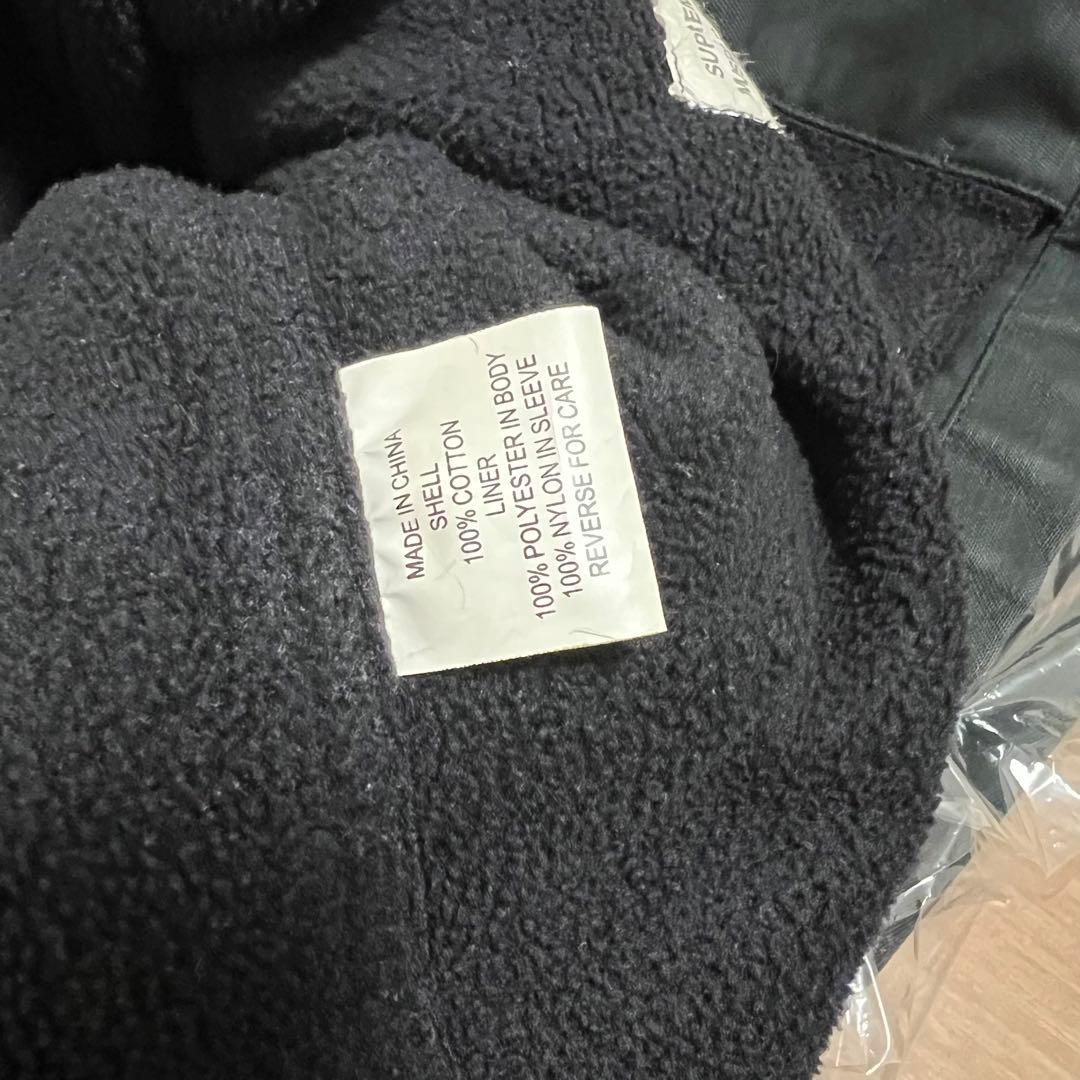 MADE IN CHINA
SHELL
100% COTTON
LINER
100% POLYESTER IN BODY
100% NYLON IN SLEEVE
REVERSE FOR CARE